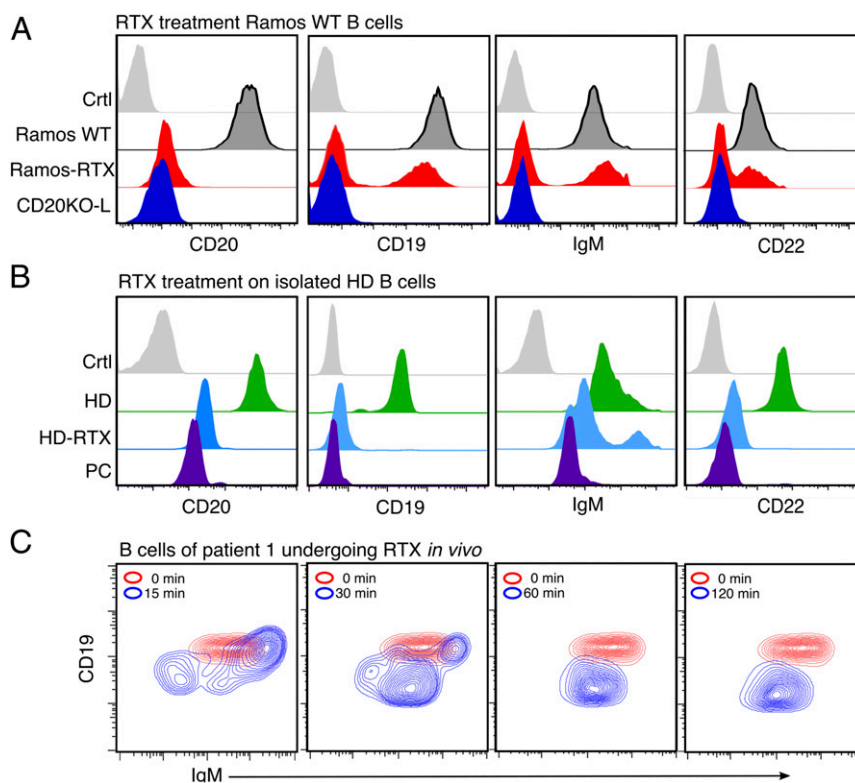 A
RTX treatment Ramos WT B cells
Crtl
Ramos WT
Ramos-RTX
CD20KO-L
CD20
CD19
IgM
CD22
B
RTX treatment on isolated HD B cells
Crtl
HD
HD-RTX
PC
CD20
CD19
IgM
CD22
C
B cells of patient 1 undergoing RTX in vivo
0 min
15 min
0 min
30 min
0 min
60 min
0 min
120 min
CD19
IgM